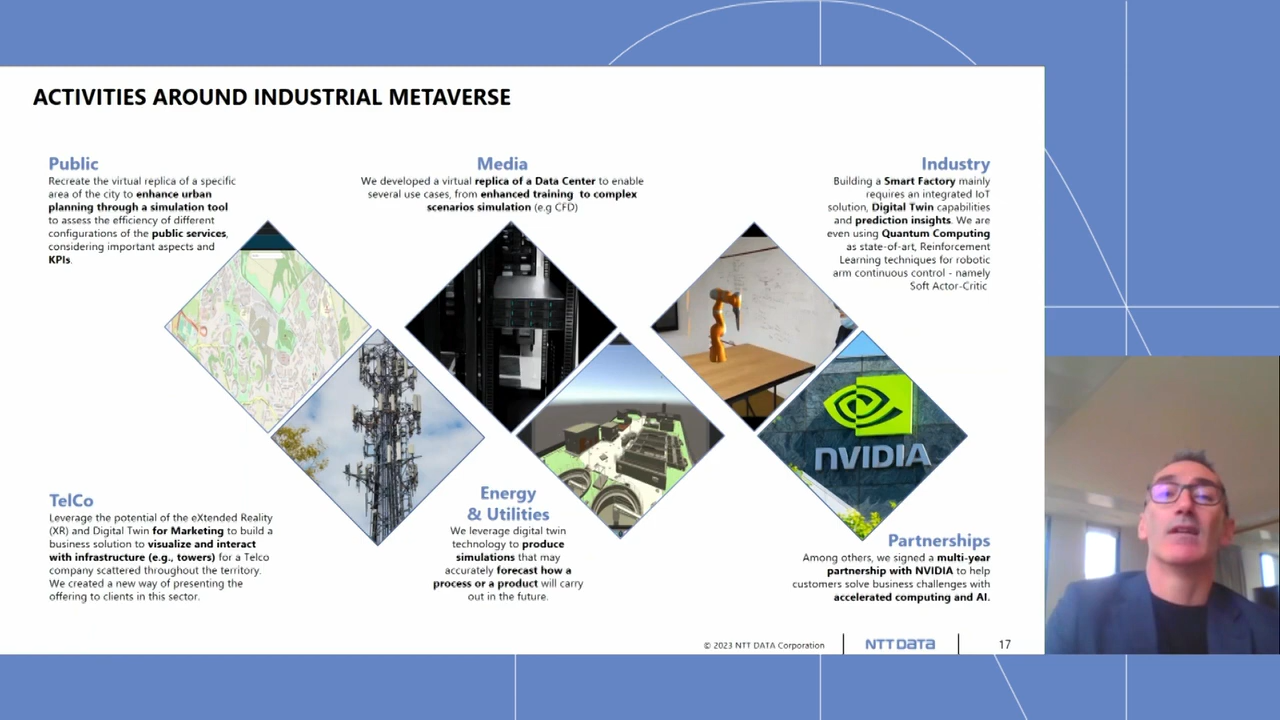 ACTIVITIES AROUND INDUSTRIAL METAVERSE
Public
Recreate the virtual replica of a specific
area of the city to enhance urban
planning through a simulation tool
to assess the efficiency of different
configurations of the public services,
considering important aspects and
KPIs.
Media
We developed a virtual replica of a Data Center to enable
several use cases, from enhanced training to complex
scenarios simulation (e.g CFD)
Industry
Building a Smart Factory mainly
requires an integrated IoT
solution, Digital Twin capabilities
and prediction insights. We are
even using Quantum Computing
as state-of-art, Reinforcement
Learning techniques for robotic
arm continuous control - namely
Soft Actor-Critic
NVIDIA
TelCo
Leverage the potential of the eXtended Reality
(XR) and Digital Twin for Marketing to build a
business solution to visualize and interact
with infrastructure (e.g., towers) for a Telco
company scattered throughout the territory.
We created a new way of presenting the
offering to clients in this sector.
Energy
& Utilities
We leverage digital twin
technology to produce
simulations that may
accurately forecast how a
process or a product will carry
out in the future.
Partnerships
Among others, we signed a multi-year
partnership with NVIDIA to help
customers solve business challenges with
accelerated computing and AI.
© 2023 NTT DATA Corporation
NTT DATA
17